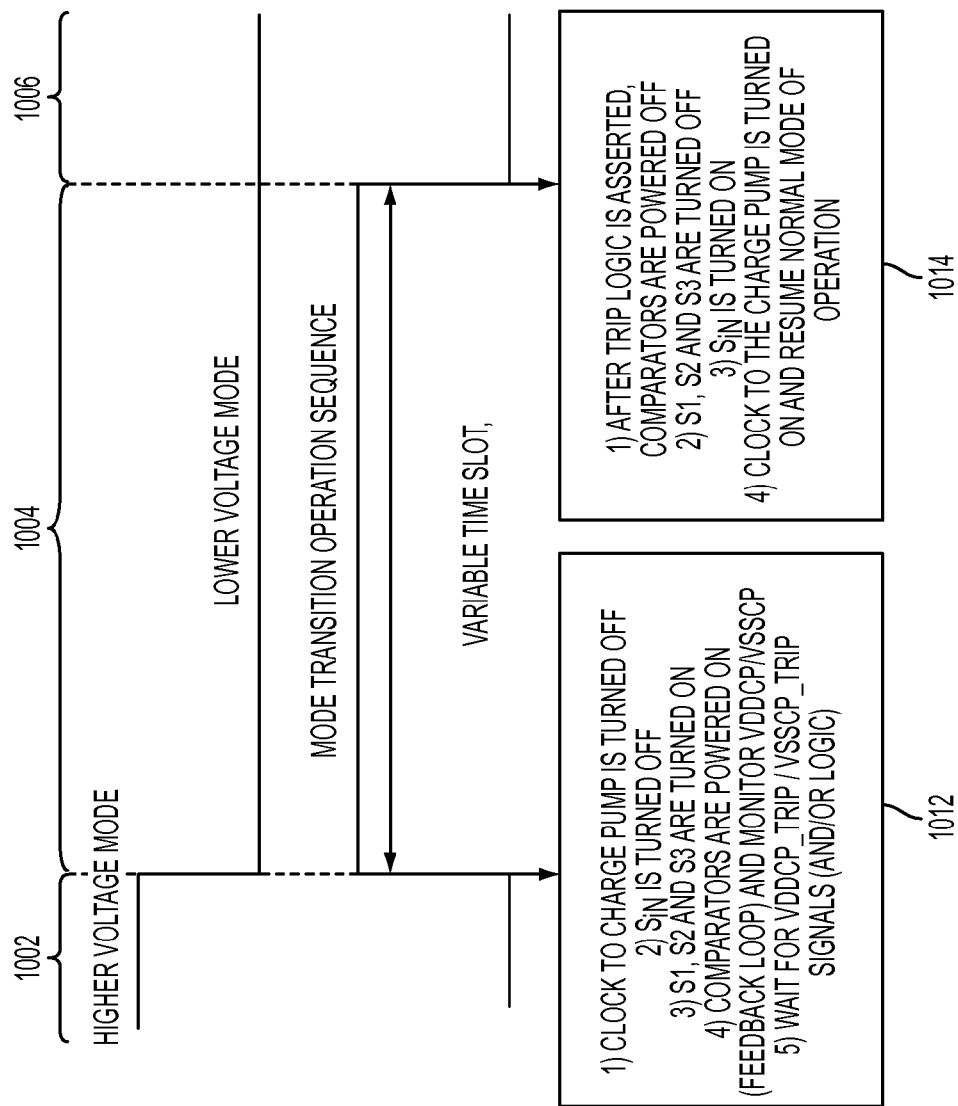 1002
1004
1006
HIGHER VOLTAGE MODE
LOWER VOLTAGE MODE
MODE TRANSITION OPERATION SEQUENCE
VARIABLE TIME SLOT,
1) CLOCK TO CHARGE PUMP IS TURNED OFF
2) SIN IS TURNED OFF
3) S1, S2 AND S3 ARE TURNED ON
4) COMPARATORS ARE POWERED ON
(FEEDBACK LOOP) AND MONITOR VDDCP/VSSCP
5) WAIT FOR VDDCP_TRIP / VSSCP_TRIP
SIGNALS (AND/OR LOGIC)
1012
1) AFTER TRIP LOGIC IS ASSERTED,
COMPARATORS ARE POWERED OFF
2) S1, S2 AND S3 ARE TURNED OFF
3) SIN IS TURNED ON
4) CLOCK TO THE CHARGE PUMP IS TURNED
ON AND RESUME NORMAL MODE OF
OPERATION
1014